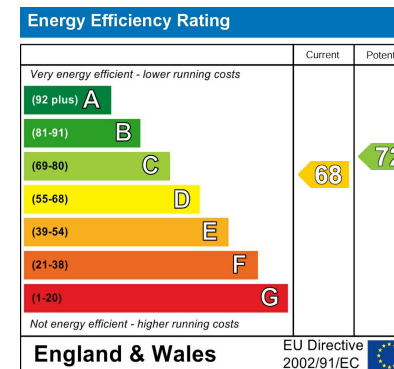 Energy Efficiency Rating
Current Potent
Very energy efficient - lower running costs
(92 plus) A
(81-91) B
(69-80) C
(55-68) D
(39-54) E
(21-38) F
(1-20) G
68
72
Not energy efficient - higher running costs
England & Wales
EU Directive
2002/91/EC